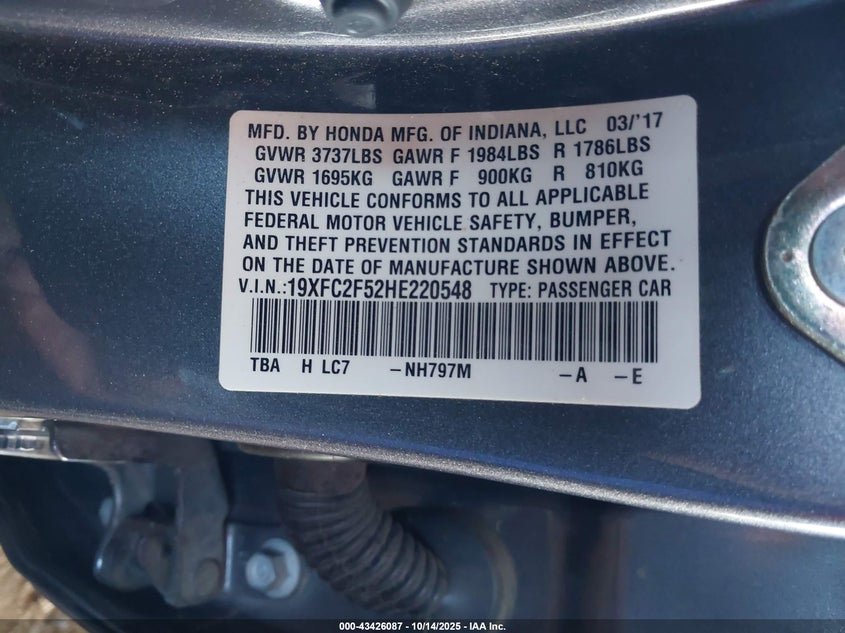 MFD. BY HONDA MFG. OF INDIANA, LLC 03/'17
GVWR 3737LBS GAWR F 1984LBS R 1786LBS
GVWR 1695KG GAWR F 900KG R 810KG
THIS VEHICLE CONFORMS TO ALL APPLICABLE
FEDERAL MOTOR VEHICLE SAFETY, BUMPER,
AND THEFT PREVENTION STANDARDS IN EFFECT
ON THE DATE OF MANUFACTURE SHOWN ABOVE.
V.I.N.:19XFC2F52HE220548 TYPE: PASSENGER CAR
TBA H LC7 –NH797M –A –E
000-43426087 - 10/14/2025 - IAA Inc.